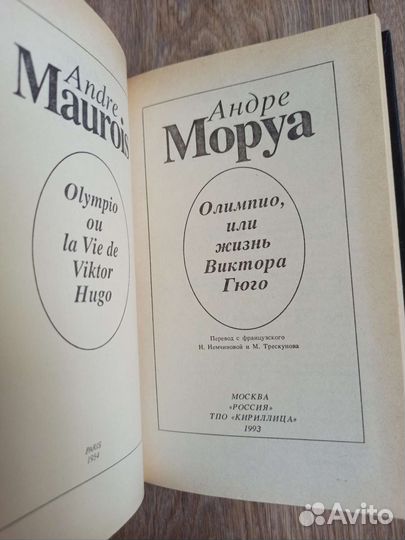 Andre
Maurois
Olympio
ou
la Vie de
Viktor
Hugo
PARIS
1954
Андре
Моруа
Олимпио,
или
жизнь
Виктора
Гюго
Перевод с французского
Н. Немчиновой и М. Трескунова
МОСКВА
«РОССИЯ»
ТПО «КИРИЛЛИЦА»
1993
Avito